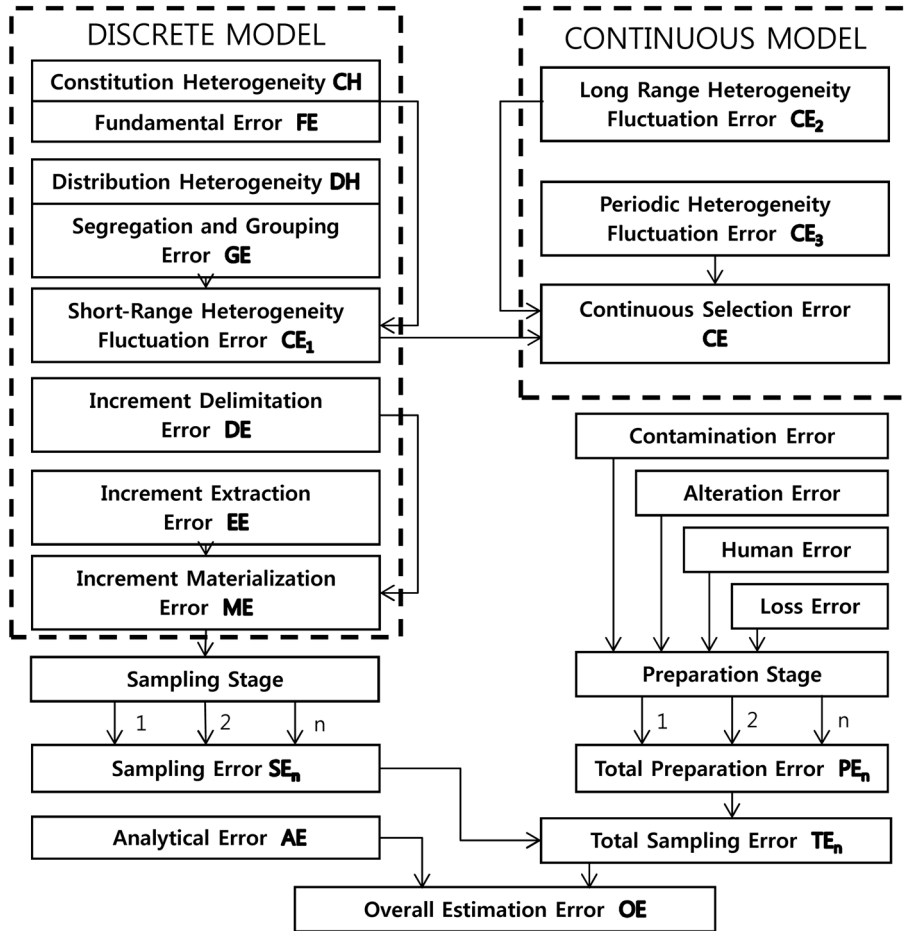 DISCRETE MODEL
Constitution Heterogeneity CH
Fundamental Error FE
Distribution Heterogeneity DH
Segregation and Grouping
Error GE
Short-Range Heterogeneity
Fluctuation Error CE₁
Increment Delimitation
Error DE
Increment Extraction
Error EE
Increment Materialization
Error ME
Sampling Stage
1 2 n
Sampling Error SEₙ
Analytical Error AE
CONTINUOUS MODEL
Long Range Heterogeneity
Fluctuation Error CE₂
Periodic Heterogeneity
Fluctuation Error CE₃
Continuous Selection Error
CE
Contamination Error
Alteration Error
Human Error
Loss Error
Preparation Stage
1 2 n
Total Preparation Error PEₙ
Total Sampling Error TEₙ
Overall Estimation Error OE